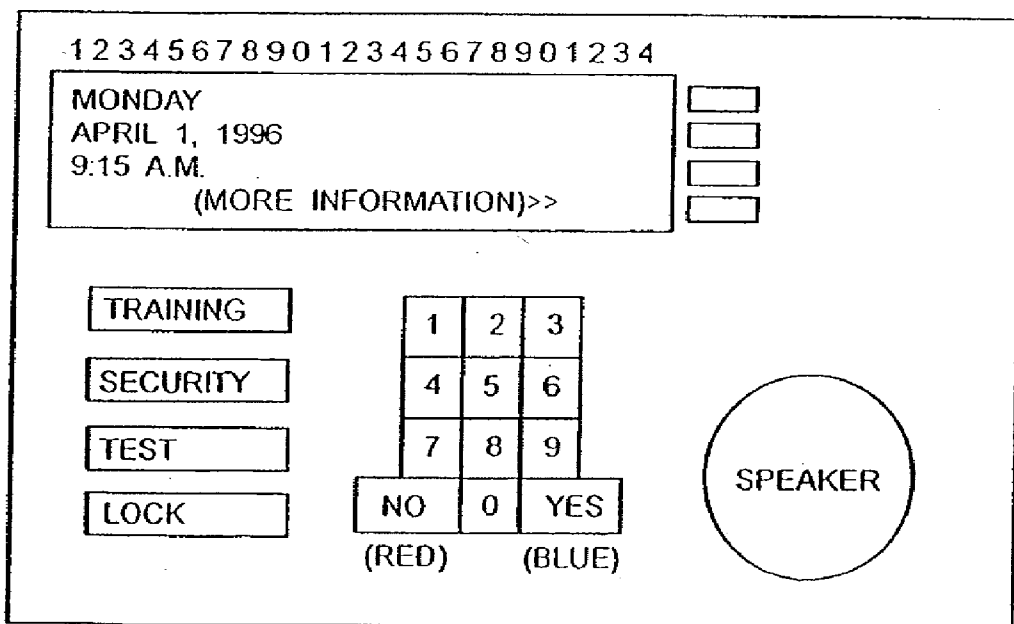 123456789012345678901234
MONDAY
APRIL 1, 1996
9:15 A.M.
(MORE INFORMATION)>>
TRAINING
SECURITY
TEST
LOCK
1 2 3
4 5 6
7 8 9
NO 0 YES
(RED) (BLUE)
SPEAKER